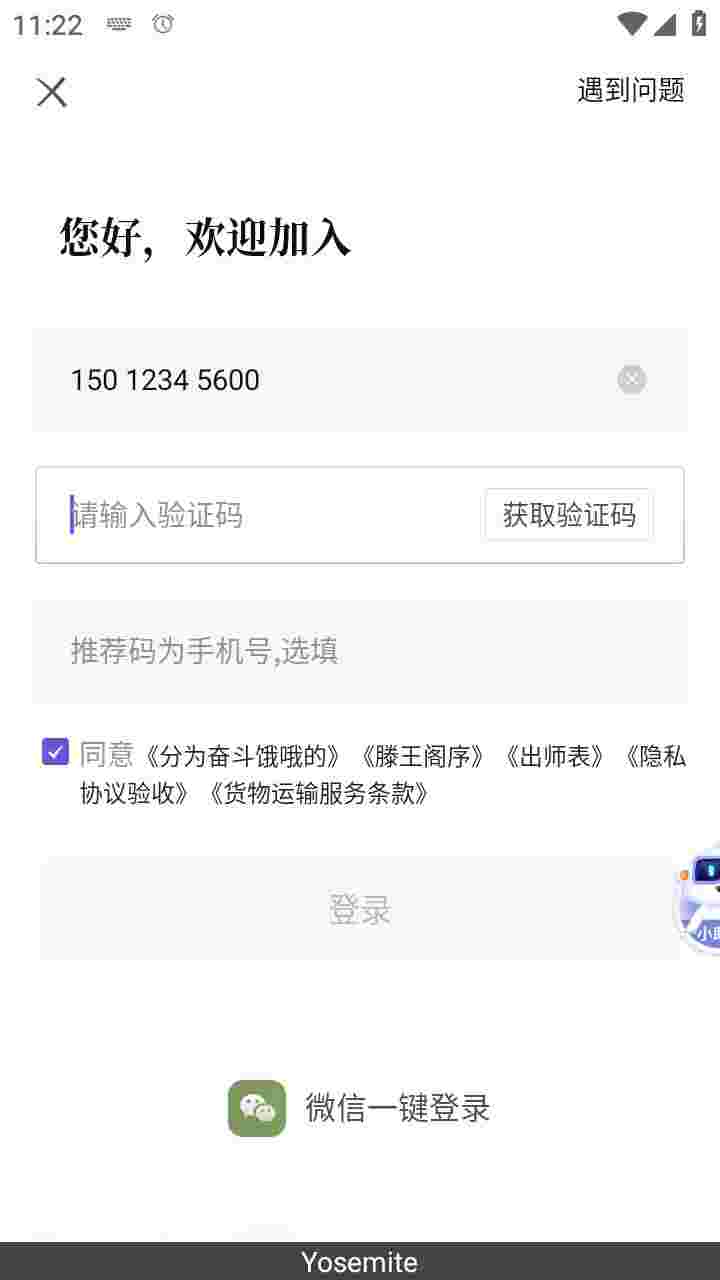 11:22
遇到问题
您好，欢迎加入
150 1234 5600
请输入验证码
获取验证码
推荐码为手机号,选填
同意《分为奋斗饿哦的》《滕王阁序》《出师表》《隐私
协议验收》《货物运输服务条款》
登录
小
微信一键登录
Yosemite